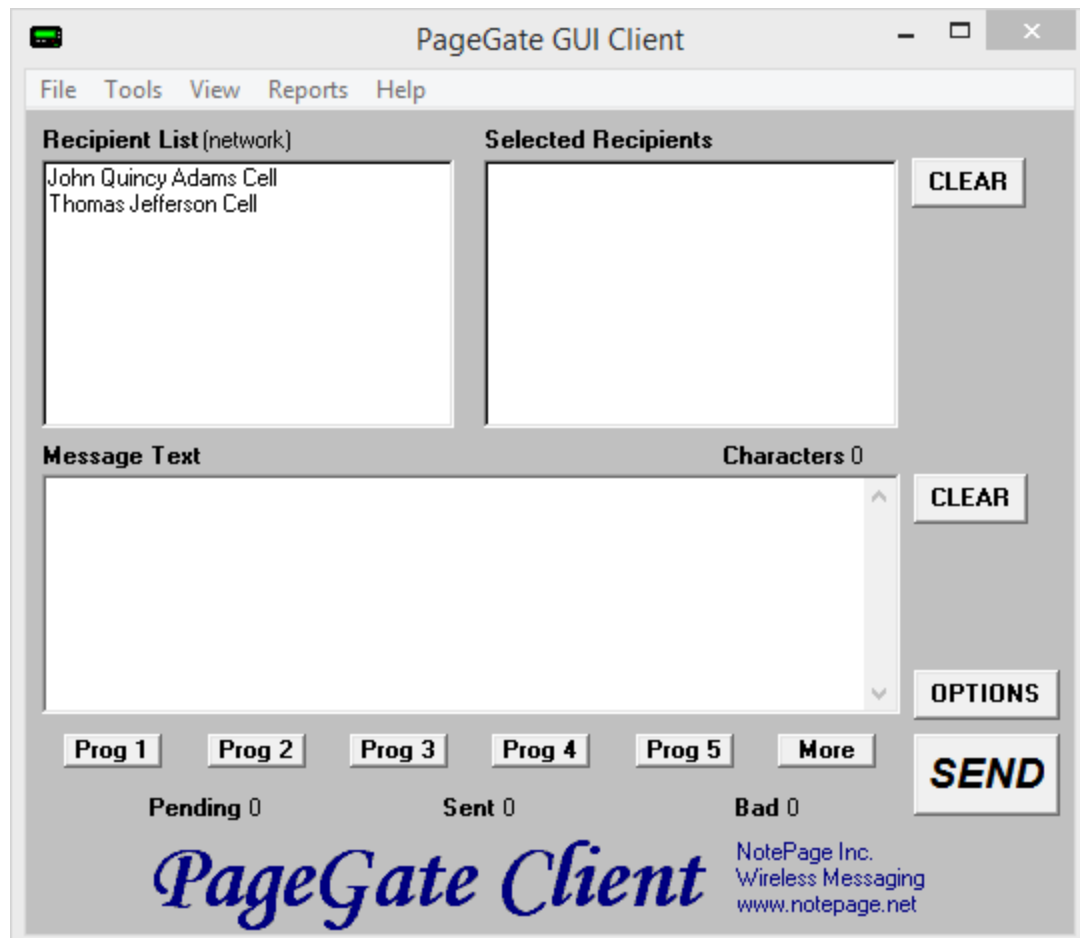 PageGate GUI Client
File Tools View Reports Help
Recipient List (network) Selected Recipients
John Quincy Adams Cell
Thomas Jefferson Cell
CLEAR
Message Text Characters 0
CLEAR
OPTIONS
Prog 1 Prog 2 Prog 3 Prog 4 Prog 5 More
SEND
Pending 0 Sent 0 Bad 0
PageGate Client
NotePage Inc.
Wireless Messaging
www.notepage.net